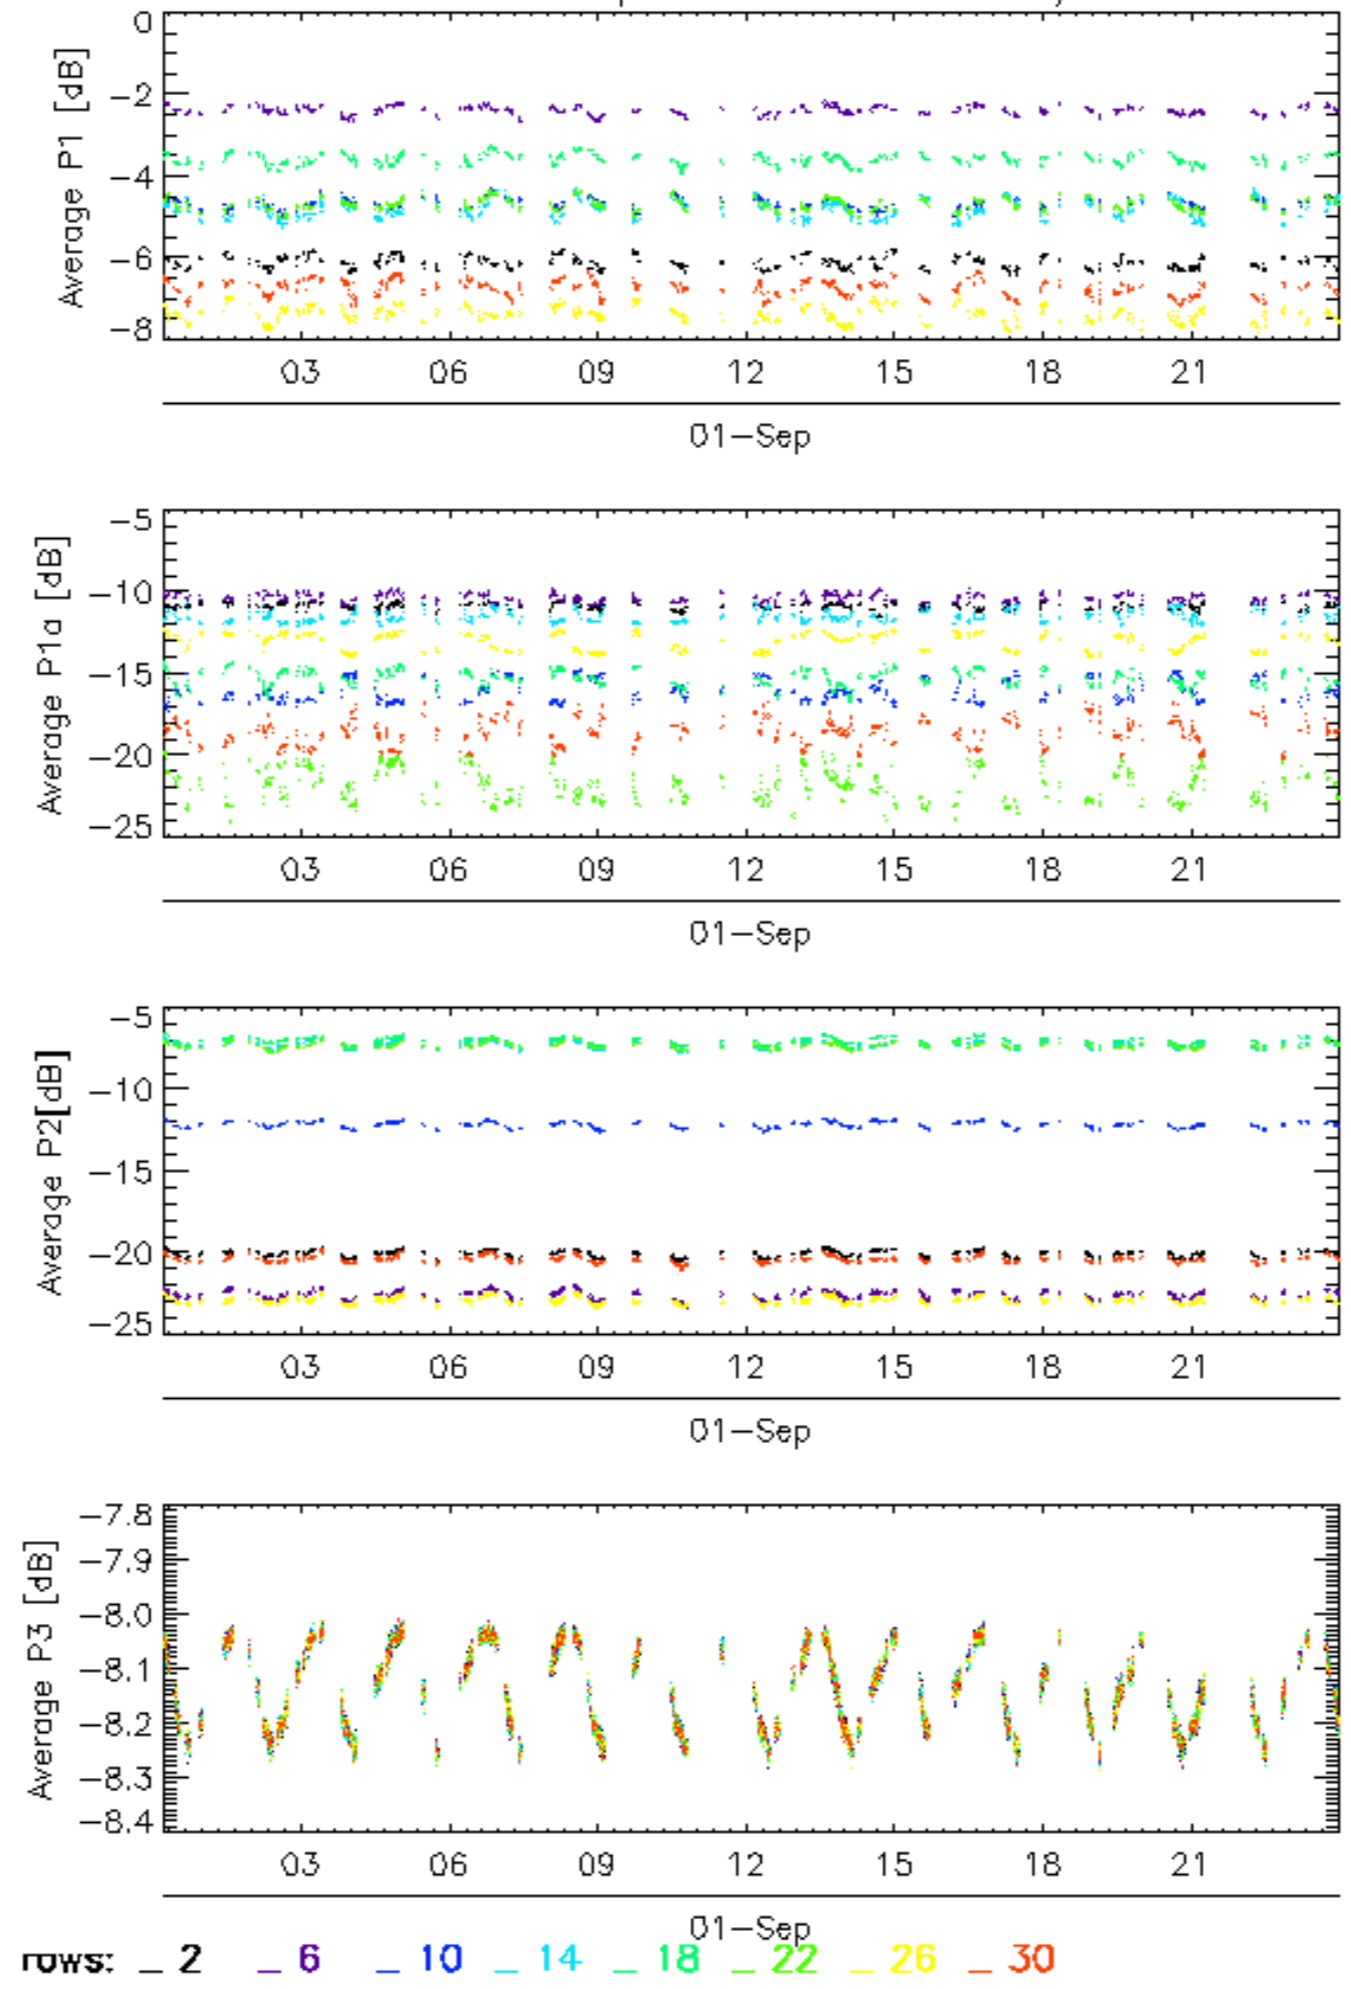 0
-2
-4
-6
-8
Average P1 [dB]
03 06 09 12 15 18 21
01-Sep
-5
-10
-15
-20
-25
Average P1a [dB]
03 06 09 12 15 18 21
01-Sep
-5
-10
-15
-20
-25
Average P2[dB]
03 06 09 12 15 18 21
01-Sep
-7.8
-7.9
-8.0
-8.1
-8.2
-8.3
-8.4
Average P3 [dB]
03 06 09 12 15 18 21
01-Sep
rows: _ 2 _ 6 _ 10 _ 14 _ 18 _ 22 _ 26 _ 30